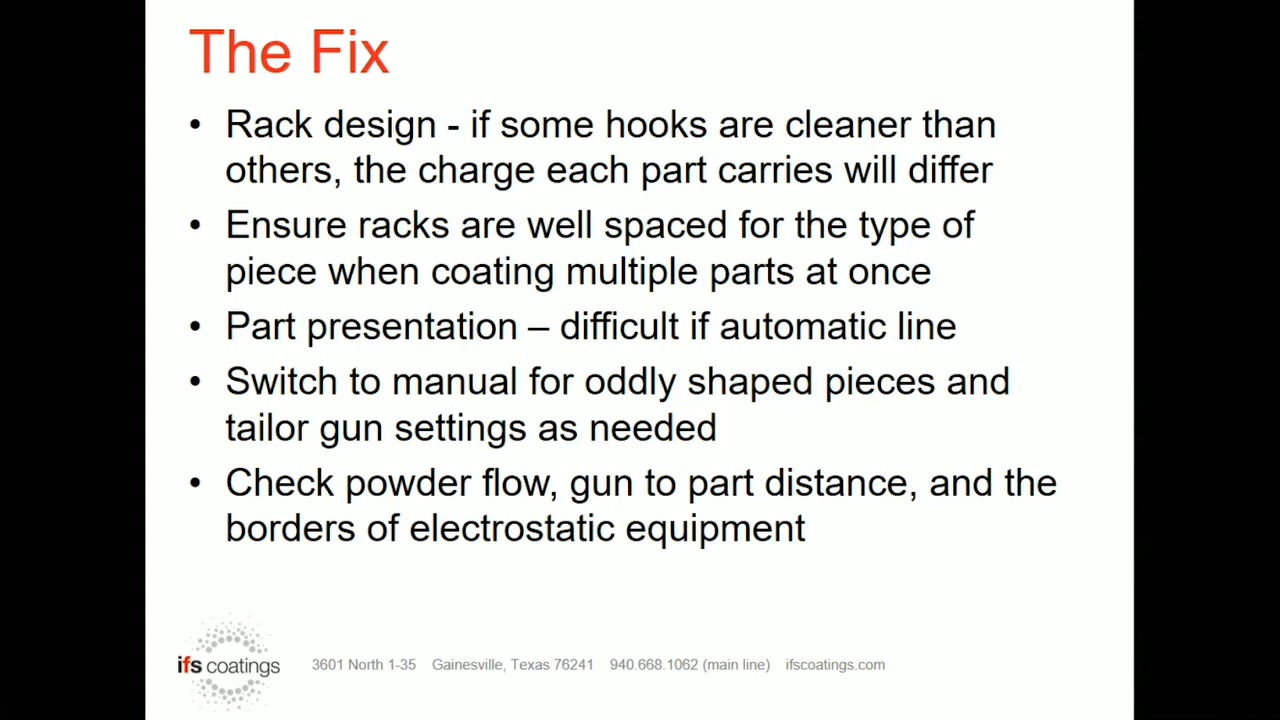 The Fix
• Rack design - if some hooks are cleaner than
others, the charge each part carries will differ
• Ensure racks are well spaced for the type of
piece when coating multiple parts at once
• Part presentation – difficult if automatic line
• Switch to manual for oddly shaped pieces and
tailor gun settings as needed
• Check powder flow, gun to part distance, and the
borders of electrostatic equipment
ifs coatings 3601 North 1-35 Gainesville, Texas 76241 940.668.1062 (main line) ifscoatings.com